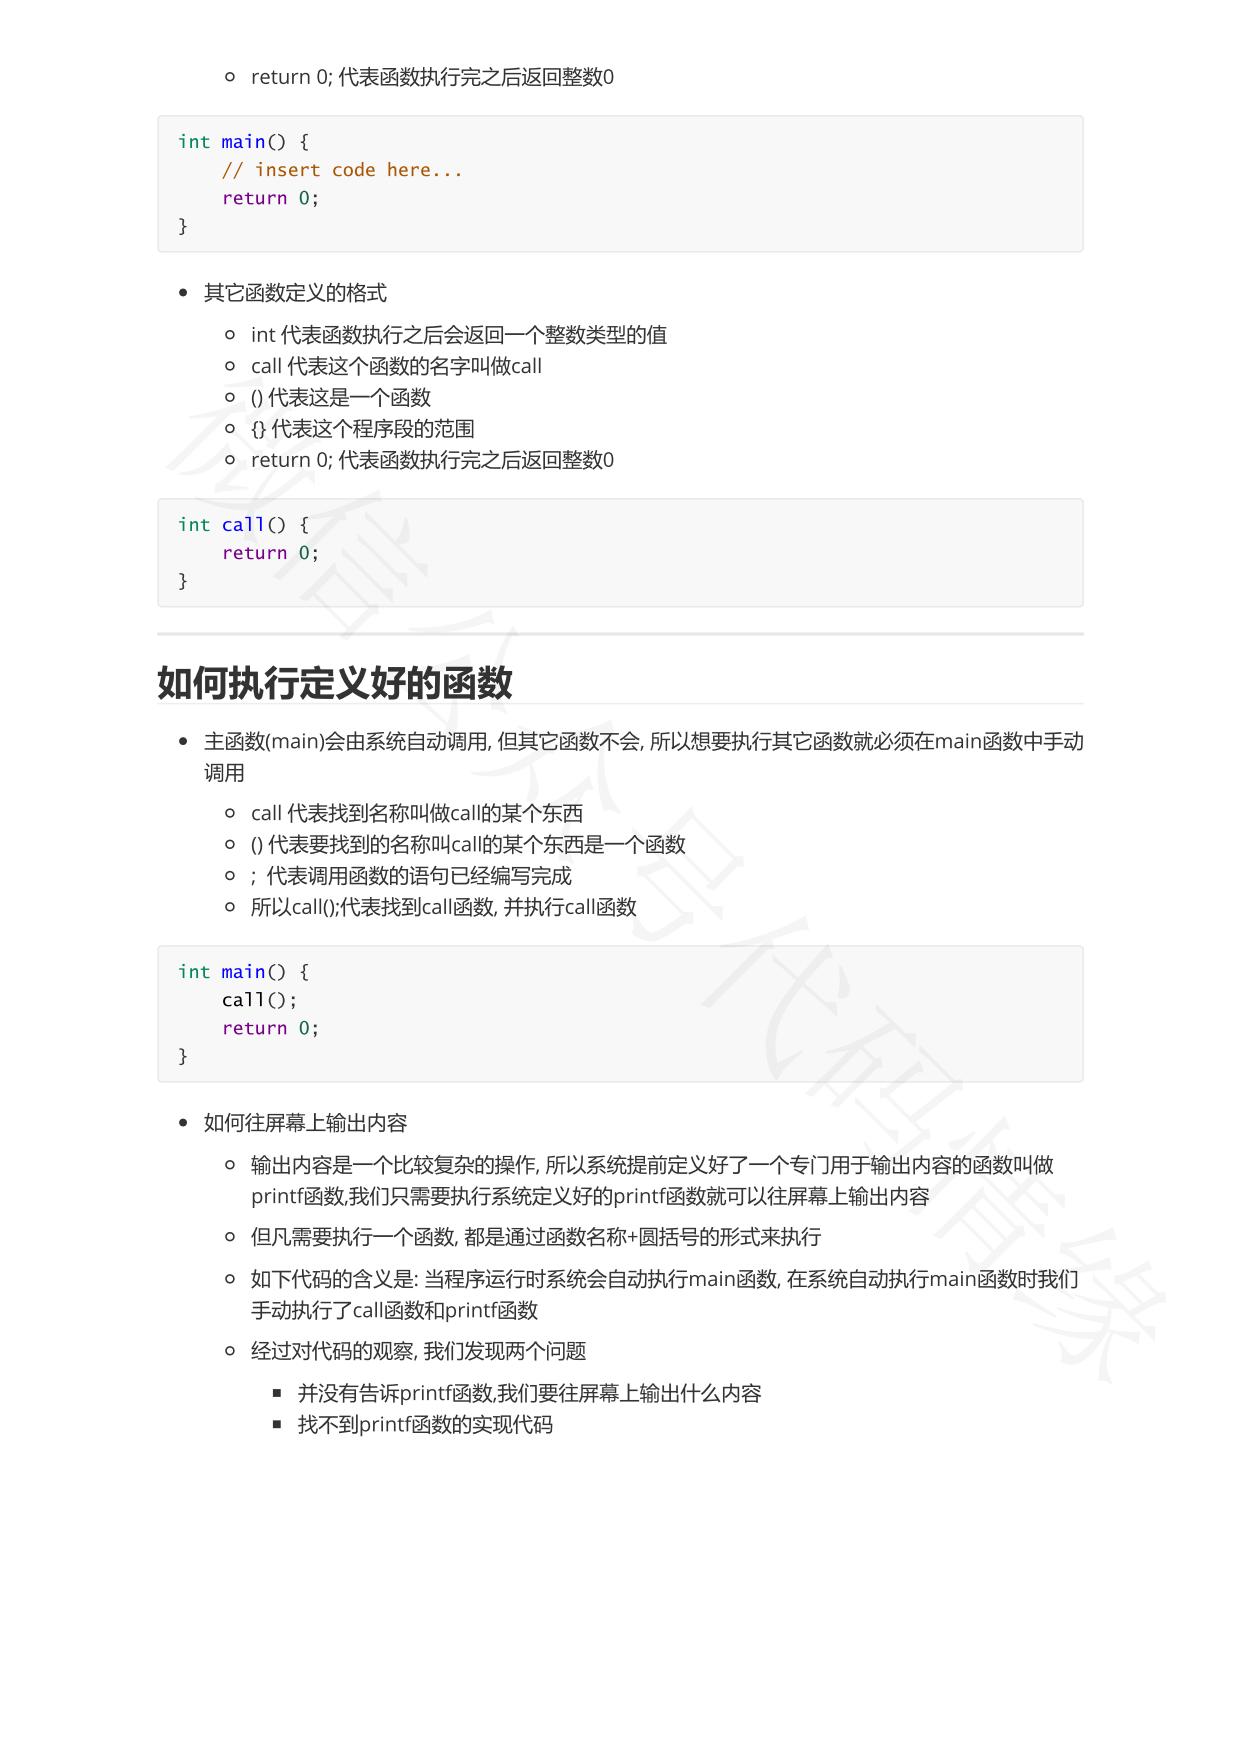 return 0; 代表函数执行完之后返回整数0
int main() {
    // insert code here...
    return 0;
}
其它函数定义的格式
int 代表函数执行之后会返回一个整数类型的值
call 代表这个函数的名字叫做call
() 代表这是一个函数
{} 代表这个程序段的范围
return 0; 代表函数执行完之后返回整数0
int call() {
    return 0;
}
如何执行定义好的函数
主函数(main)会由系统自动调用, 但其它函数不会, 所以想要执行其它函数就必须在main函数中手动
调用
call 代表找到名称叫做call的某个东西
() 代表要找到的名称叫call的某个东西是一个函数
; 代表调用函数的语句已经编写完成
所以call();代表找到call函数, 并执行call函数
int main() {
    call();
    return 0;
}
如何往屏幕上输出内容
输出内容是一个比较复杂的操作, 所以系统提前定义好了一个专门用于输出内容的函数叫做
printf函数,我们只需要执行系统定义好的printf函数就可以往屏幕上输出内容
但凡需要执行一个函数, 都是通过函数名称+圆括号的形式来执行
如下代码的含义是: 当程序运行时系统会自动执行main函数, 在系统自动执行main函数时我们
手动执行了call函数和printf函数
经过对代码的观察, 我们发现两个问题
并没有告诉printf函数,我们要往屏幕上输出什么内容
找不到printf函数的实现代码
微信公众号代码情缘